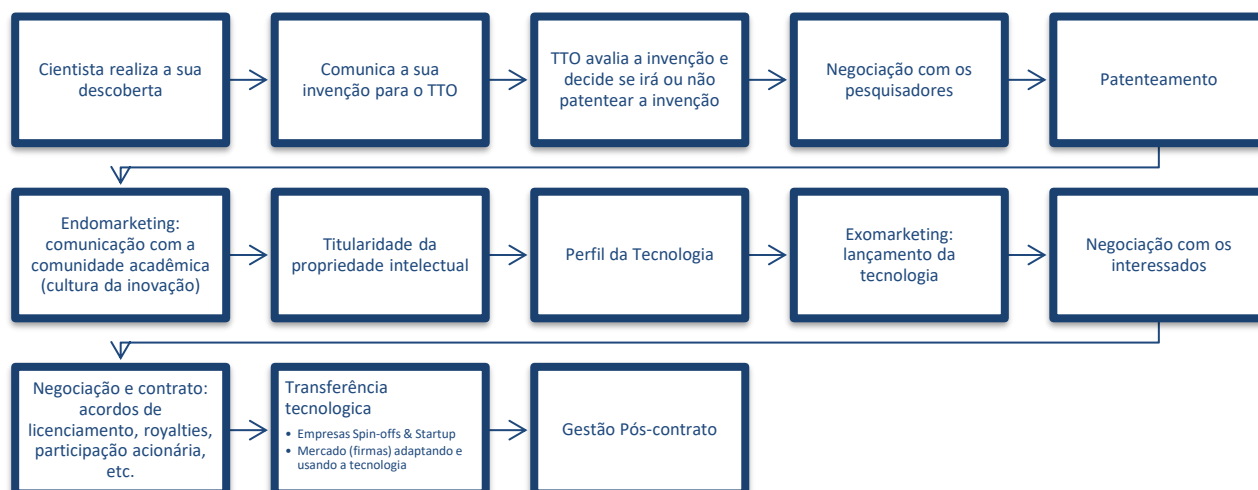 Cientista realiza a sua
descoberta
Comunica a sua
invenção para o TTO
TTO avalia a invenção e
decide se irá ou não
patentear a invenção
Negociação com os
pesquisadores
Patenteamento
Endomarketing:
comunicação com a
comunidade acadêmica
(cultura da inovação)
Titularidade da
propriedade intelectual
Perfil da Tecnologia
Exomarketing:
lançamento da
tecnologia
Negociação com os
interessados
Negociação e contrato:
acordos de
licenciamento, royalties,
participação acionária,
etc.
Transferência
tecnologica
• Empresas Spin-offs & Startup
• Mercado (firmas) adaptando e
usando a tecnologia
Gestão Pós-contrato